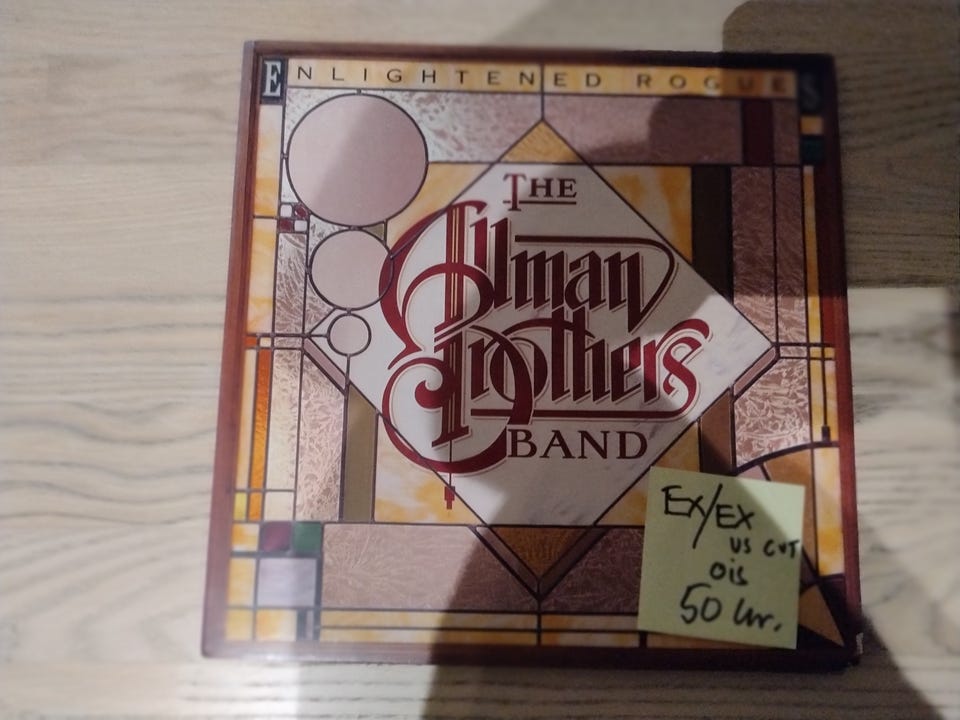 ENLIGHTENED ROGUES
THE
Allman
Brothers
BAND
EX/EX
US CUT
OIS
50 kr.